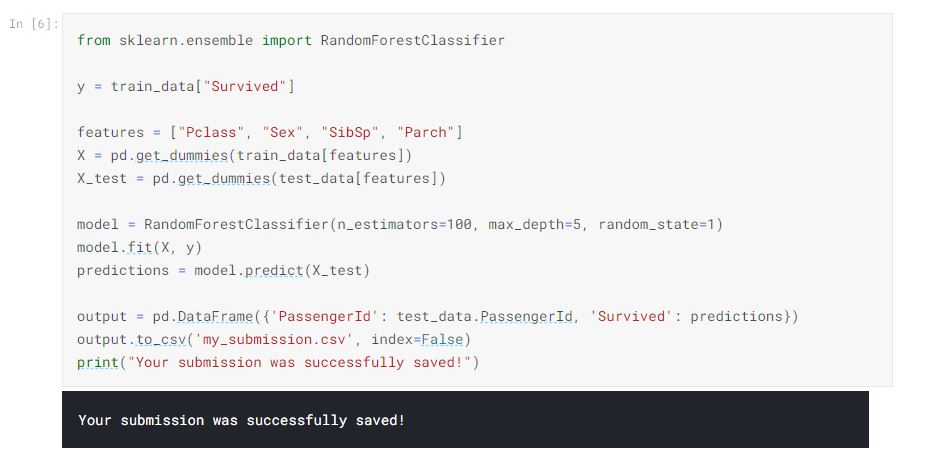 In [6]:
from sklearn.ensemble import RandomForestClassifier
y = train_data["Survived"]
features = ["Pclass", "Sex", "SibSp", "Parch"]
X = pd.get_dummies(train_data[features])
X_test = pd.get_dummies(test_data[features])
model = RandomForestClassifier(n_estimators=100, max_depth=5, random_state=1)
model.fit(X, y)
predictions = model.predict(X_test)
output = pd.DataFrame({'PassengerId': test_data.PassengerId, 'Survived': predictions})
output.to_csv('my_submission.csv', index=False)
print("Your submission was successfully saved!")
Your submission was successfully saved!